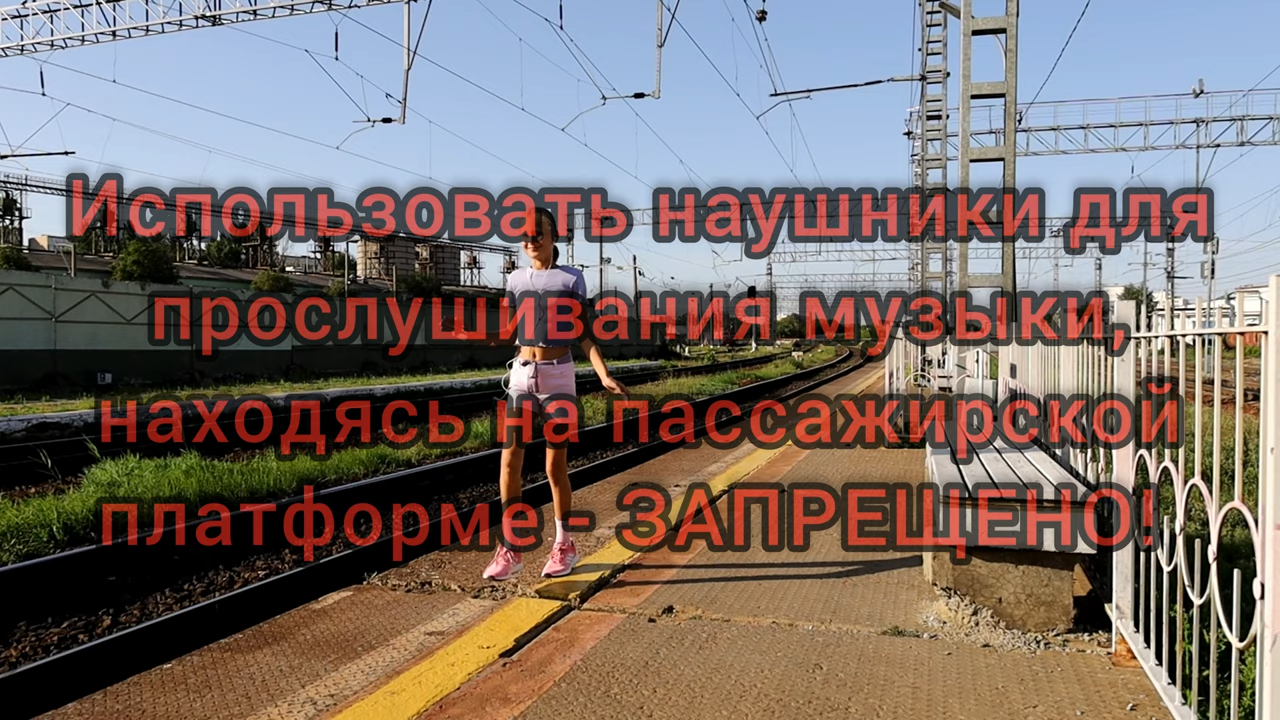 Использовать наушники для
прослушивания музыки,
находясь на пассажирской
платформе - ЗАПРЕЩЕНО!